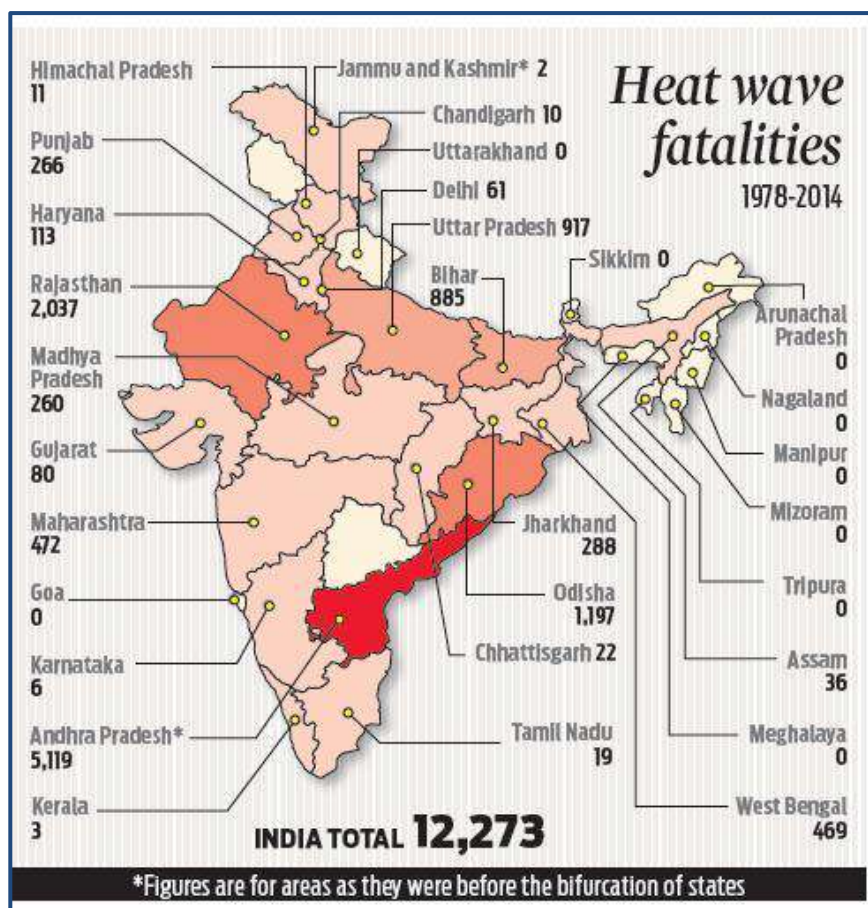 Heat wave
fatalities
1978-2014
Himachal Pradesh
11
Punjab
266
Haryana
113
Rajasthan
2,037
Madhya
Pradesh
260
Gujarat
80
Maharashtra
472
Goa
0
Karnataka
6
Andhra Pradesh*
5,119
Kerala
3
Jammu and Kashmir* 2
Chandigarh 10
Uttarakhand 0
Delhi 61
Uttar Pradesh 917
Bihar
885
Sikkim 0
Arunachal
Pradesh
0
Nagaland
0
Manipur
0
Mizoram
0
Tripura
0
Assam
36
Meghalaya
0
West Bengal
469
Jharkhand
288
Odisha
1,197
Chhattisgarh 22
Tamil Nadu
19
INDIA TOTAL 12,273
*Figures are for areas as they were before the bifurcation of states